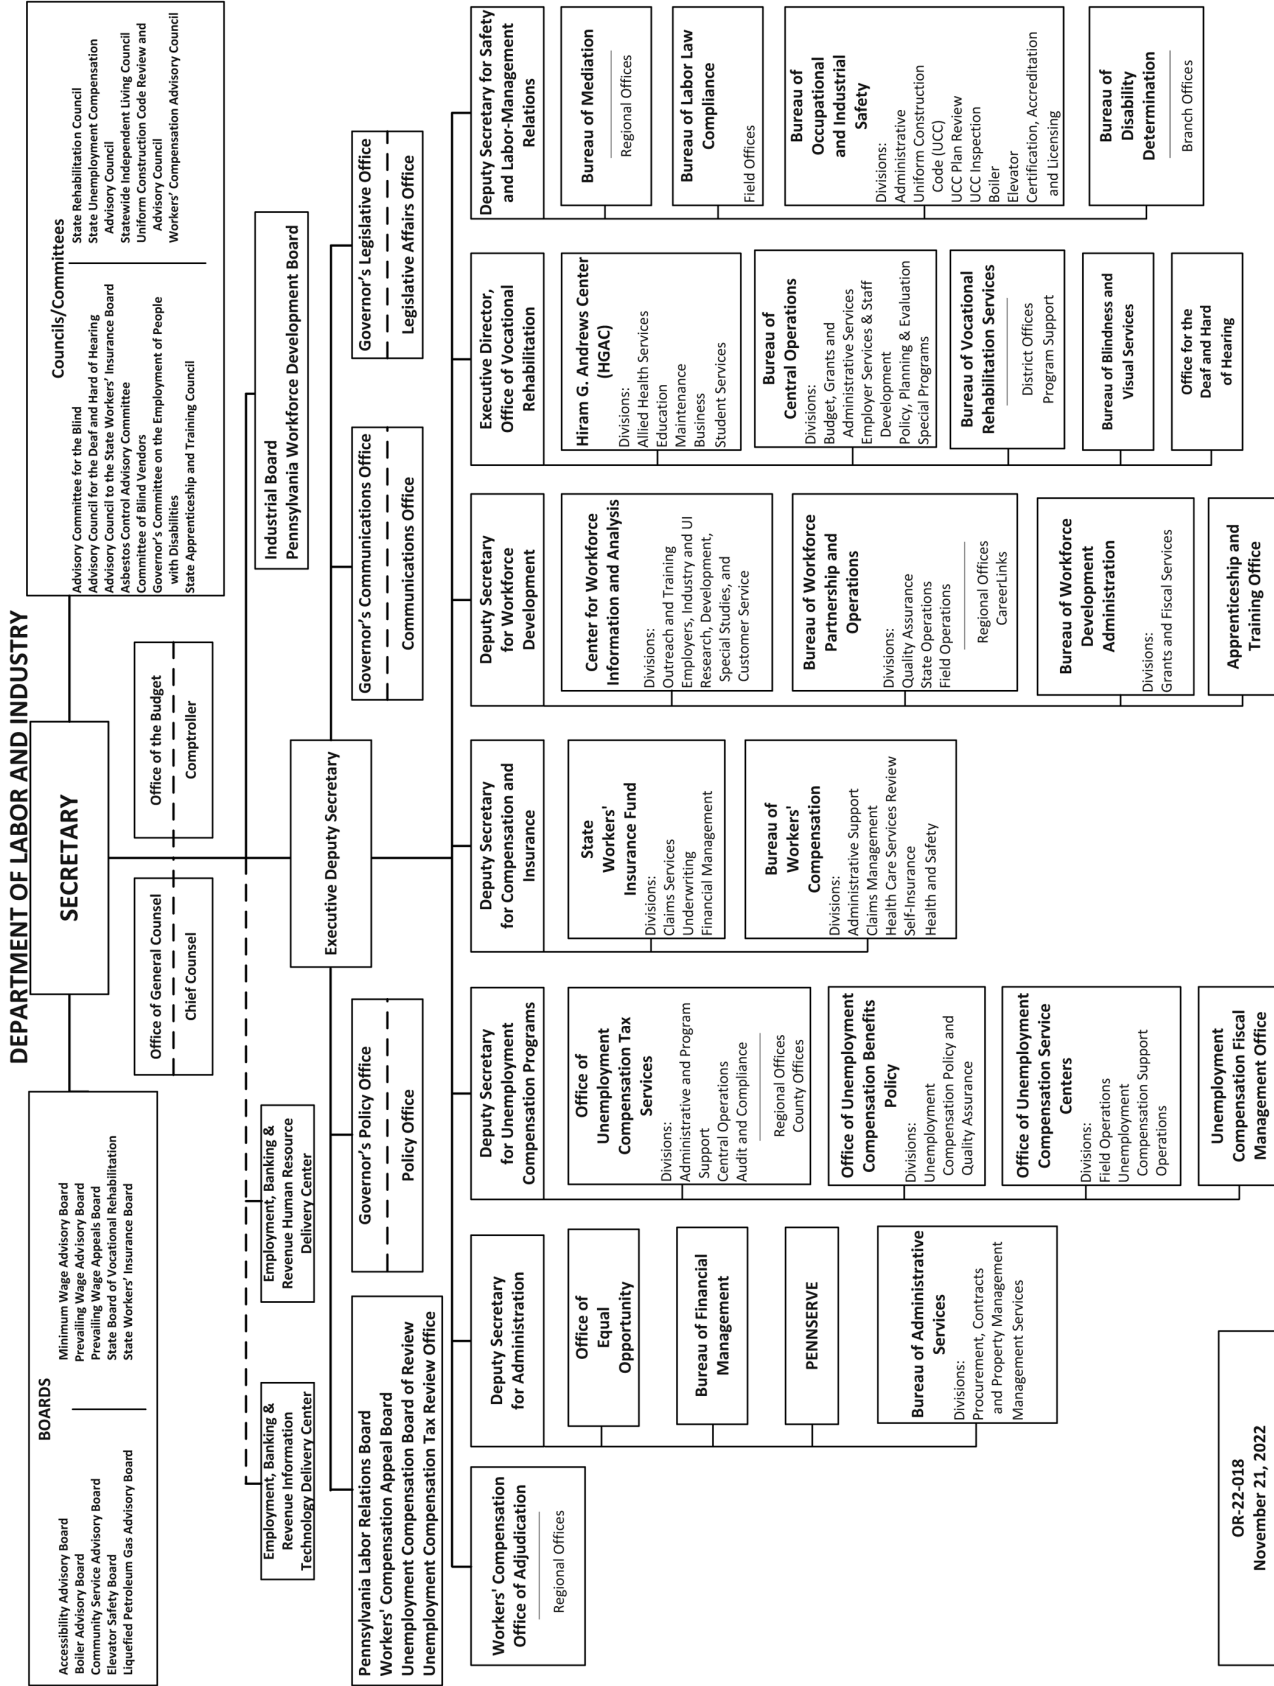 DEPARTMENT OF LABOR AND INDUSTRY
BOARDS
Accessibility Advisory Board
Boiler Advisory Board
Community Service Advisory Board
Elevator Safety Board
Liquefied Petroleum Gas Advisory Board
Minimum Wage Advisory Board
Prevailing Wage Advisory Board
Prevailing Wage Appeals Board
State Board of Vocational Rehabilitation
State Workers' Insurance Board
SECRETARY
Councils/Committees
Advisory Committee for the Blind
Advisory Council for the Deaf and Hard of Hearing
Advisory Council to the State Workers' Insurance Board
Asbestos Control Advisory Committee
Committee of Blind Vendors
Governor's Committee on the Employment of People
with Disabilities
State Apprenticeship and Training Council
State Rehabilitation Council
State Unemployment Compensation
Advisory Council
Statewide Independent Living Council
Uniform Construction Code Review and
Advisory Council
Workers' Compensation Advisory Council
Office of General Counsel
Chief Counsel
Office of the Budget
Comptroller
Employment, Banking &
Revenue Information
Technology Delivery Center
Employment, Banking &
Revenue Human Resource
Delivery Center
Industrial Board
Pennsylvania Workforce Development Board
Executive Deputy Secretary
Pennsylvania Labor Relations Board
Workers' Compensation Appeal Board
Unemployment Compensation Board of Review
Unemployment Compensation Tax Review Office
Governor's Policy Office
Policy Office
Governor's Communications Office
Communications Office
Governor's Legislative Office
Legislative Affairs Office
Workers' Compensation
Office of Adjudication
Regional Offices
Deputy Secretary
for Administration
Office of
Equal
Opportunity
Bureau of Financial
Management
PENNSERVE
Bureau of Administrative
Services
Divisions:
Procurement, Contracts
and Property Management
Management Services
Deputy Secretary
for Unemployment
Compensation Programs
Office of
Unemployment
Compensation Tax
Services
Divisions:
Administrative and Program
Support
Central Operations
Audit and Compliance
Regional Offices
County Offices
Office of Unemployment
Compensation Benefits
Policy
Divisions:
Unemployment
Compensation Policy and
Quality Assurance
Office of Unemployment
Compensation Service
Centers
Divisions:
Field Operations
Unemployment
Compensation Support
Operations
Unemployment
Compensation Fiscal
Management Office
Deputy Secretary
for Compensation and
Insurance
State
Workers'
Insurance Fund
Divisions:
Claims Services
Underwriting
Financial Management
Bureau of
Workers'
Compensation
Divisions:
Administrative Support
Claims Management
Health Care Services Review
Self-Insurance
Health and Safety
Deputy Secretary
for Workforce
Development
Center for Workforce
Information and Analysis
Divisions:
Outreach and Training
Employers, Industry and UI
Research, Development,
Special Studies, and
Customer Service
Bureau of Workforce
Partnership and
Operations
Divisions:
Quality Assurance
State Operations
Field Operations
Regional Offices
CareerLinks
Bureau of Workforce
Development
Administration
Divisions:
Grants and Fiscal Services
Apprenticeship and
Training Office
Executive Director,
Office of Vocational
Rehabilitation
Hiram G. Andrews Center
(HGAC)
Divisions:
Allied Health Services
Education
Maintenance
Business
Student Services
Bureau of
Central Operations
Divisions:
Budget, Grants and
Administrative Services
Employer Services & Staff
Development
Policy, Planning & Evaluation
Special Programs
Bureau of Vocational
Rehabilitation Services
District Offices
Program Support
Bureau of Blindness and
Visual Services
Office for the
Deaf and Hard
of Hearing
Deputy Secretary for Safety
and Labor-Management
Relations
Bureau of Mediation
Regional Offices
Bureau of Labor Law
Compliance
Field Offices
Bureau of
Occupational
and Industrial
Safety
Divisions:
Administrative
Uniform Construction
Code (UCC)
UCC Plan Review
UCC Inspection
Boiler
Elevator
Certification, Accreditation
and Licensing
Bureau of
Disability
Determination
Branch Offices
OR-22-018
November 21, 2022